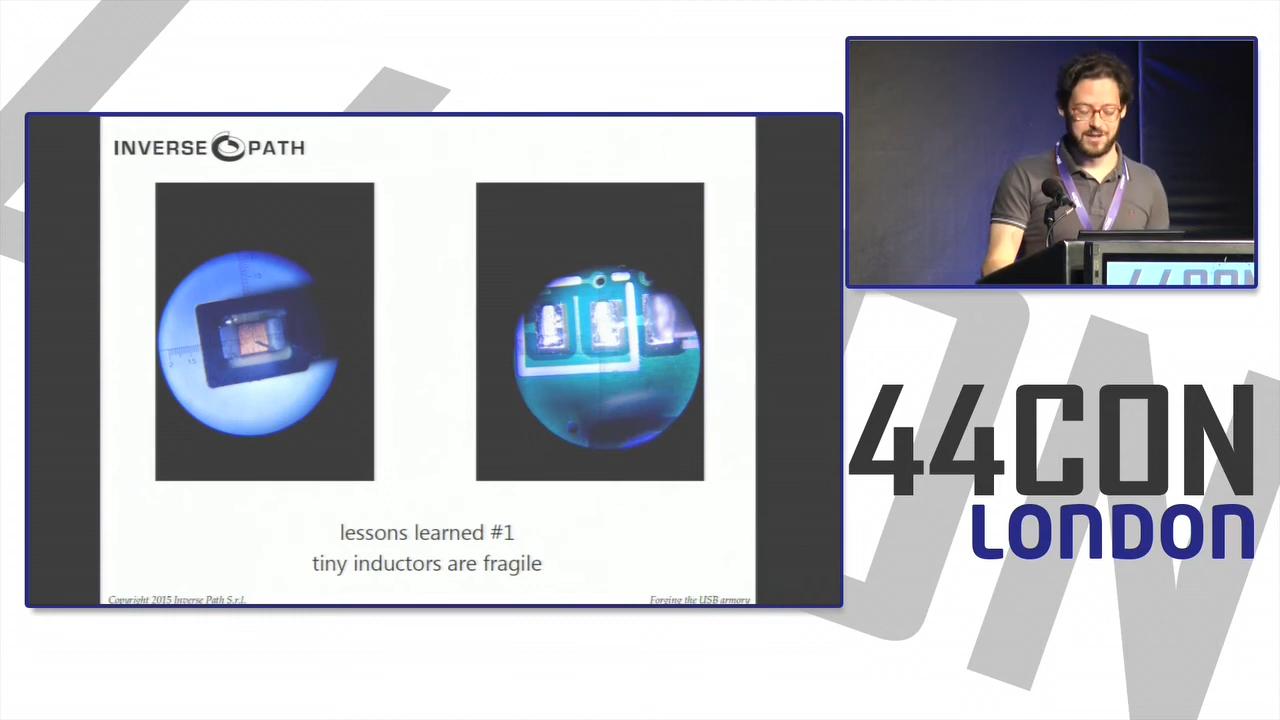 INVERSE PATH
lessons learned #1
tiny inductors are fragile
Copyright 2015 Inverse Path S.r.l.
Forging the USB armory
44CON
LONDON
44CON